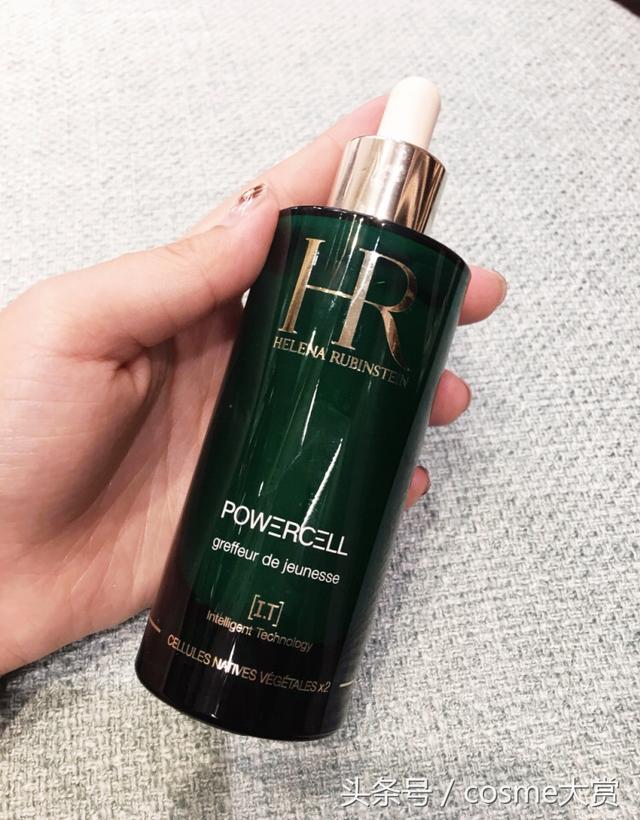 HR
HELENA RUBINSTEIN
POWERCELL
greffeur de jeunesse
[I.T]
Intelligent Technology
CELLULES NATIVES VÉGÉTALES x2
头条号 / cosme大赏